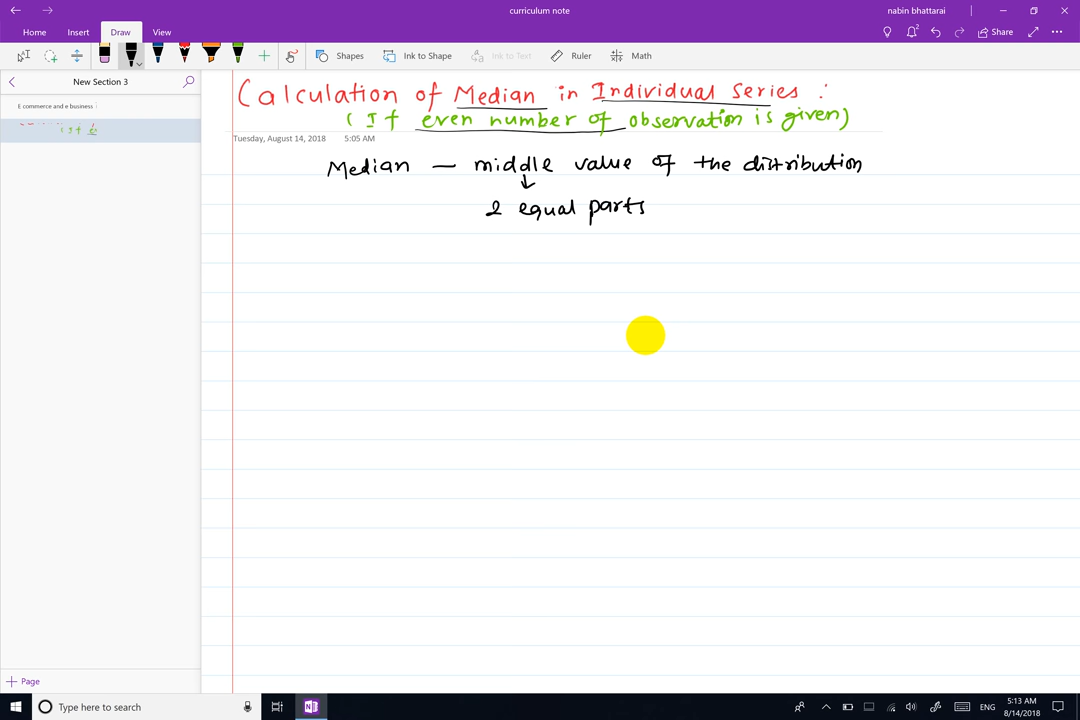 curriculum note
nabin bhattarai
Home Insert Draw View
Share
Shapes Ink to Shape Ink to Text Ruler Math
New Section 3
E commerce and e business
Calculation of Median in Individual Series :
(If even number of observation is given)
Tuesday, August 14, 2018 5:05 AM
Median — middle value of the distribution
2 equal parts
Page
Type here to search
ENG
5:13 AM
8/14/2018